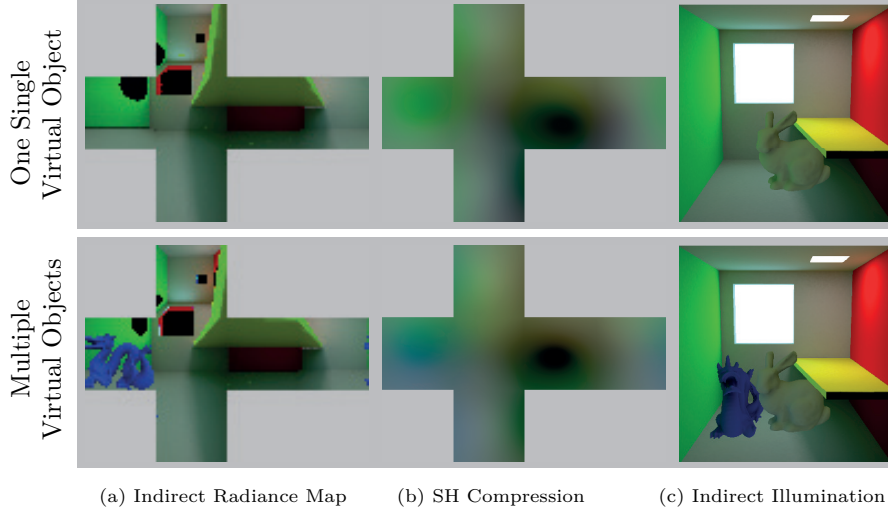 One Single
Virtual Object
Multiple
Virtual Objects
(a) Indirect Radiance Map
(b) SH Compression
(c) Indirect Illumination